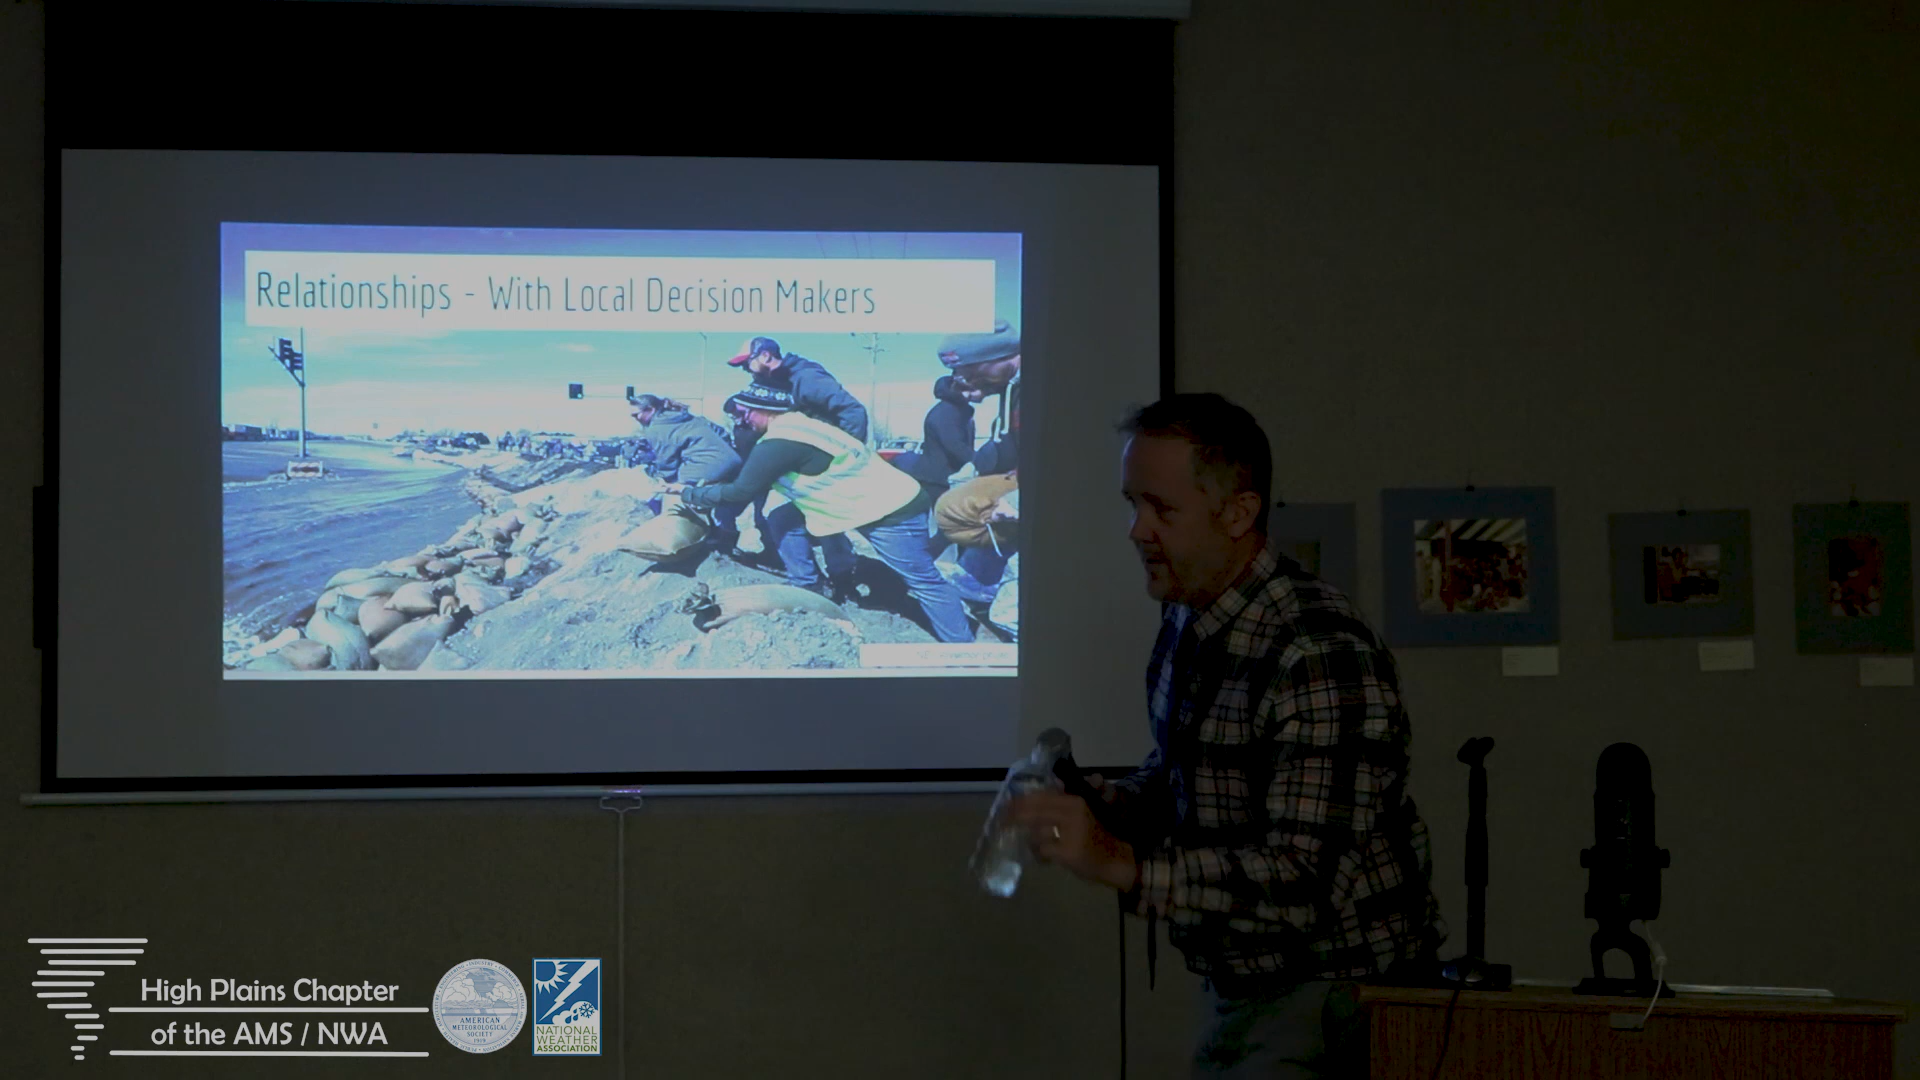 Relationships - With Local Decision Makers
High Plains Chapter
of the AMS / NWA
AMERICAN
METEOROLOGICAL
SOCIETY
NATIONAL
WEATHER
ASSOCIATION